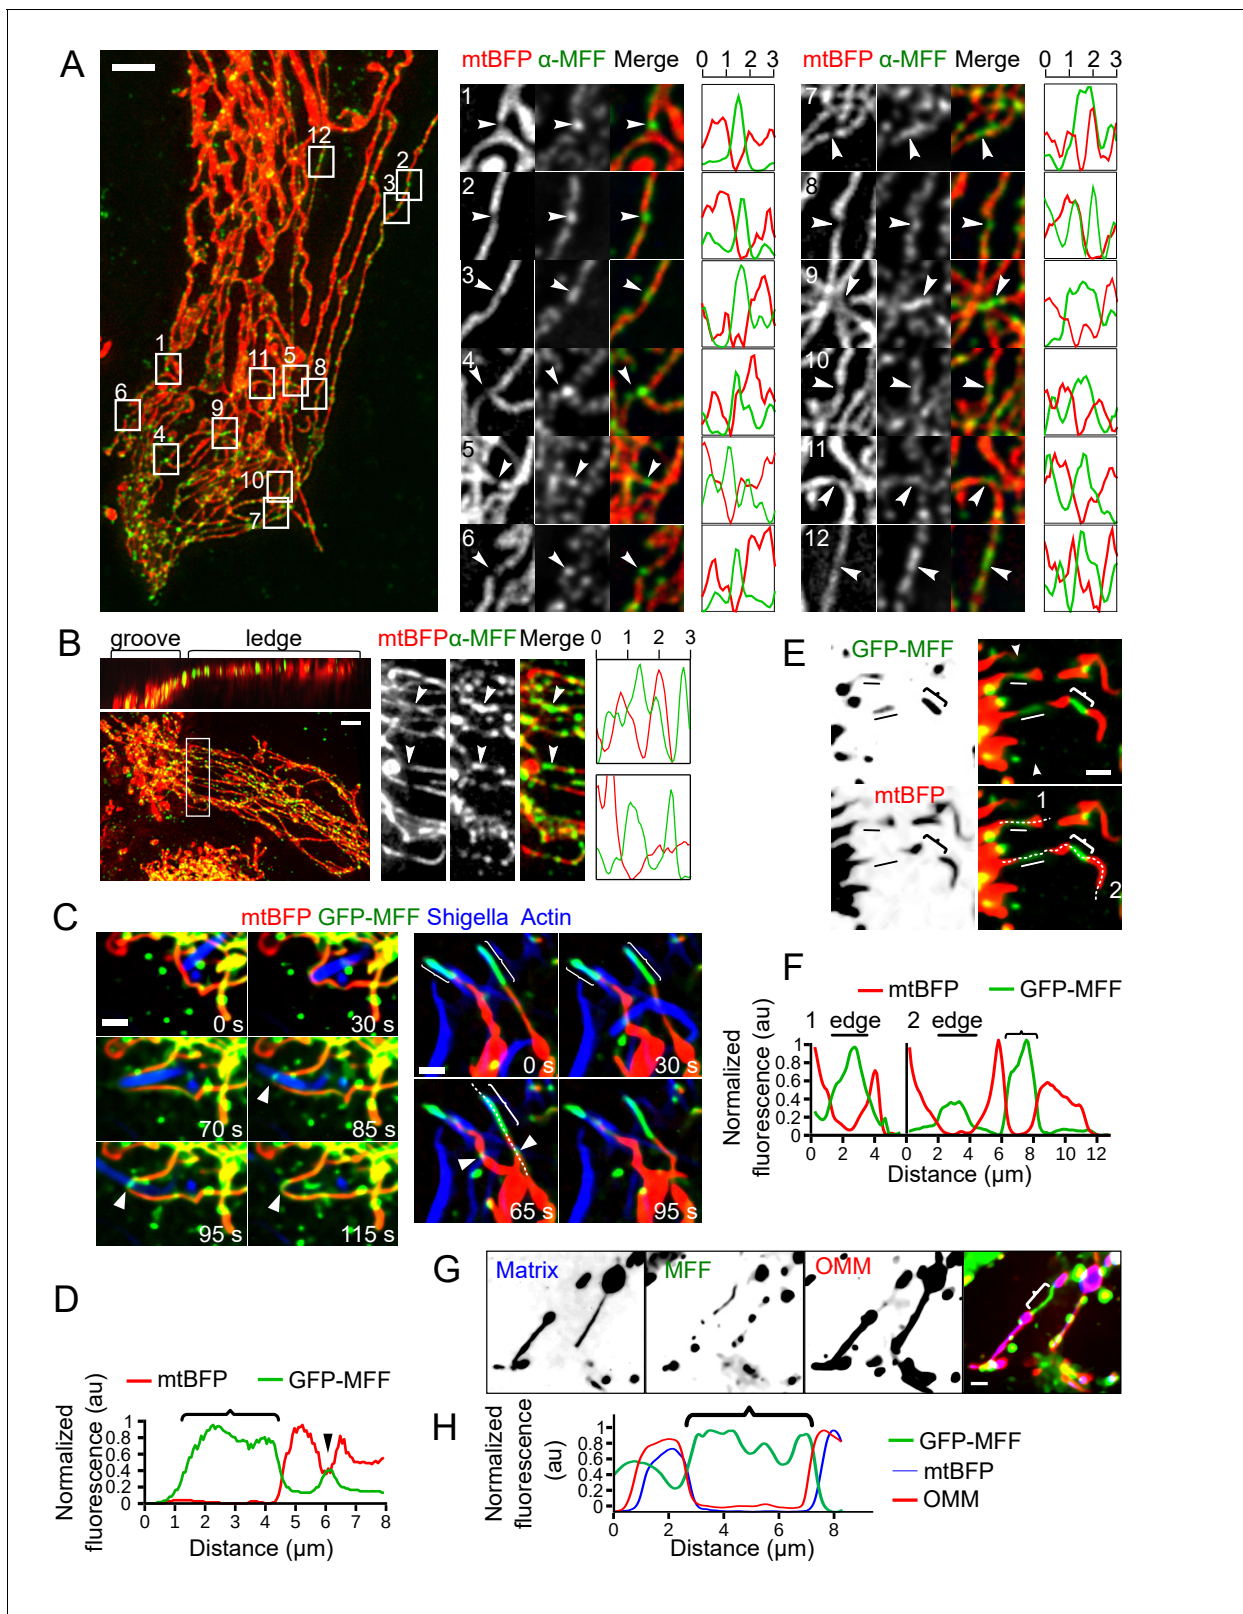 A
mtBFP α-MFF Merge
0 1 2 3
mtBFP α-MFF Merge
0 1 2 3
12
2
3
1
11
5
8
6
9
4
10
7
1
2
3
4
5
6
7
8
9
10
11
12
B
groove
ledge
mtBFP α-MFF Merge
0 1 2 3
E
GFP-MFF
mtBFP
1
2
C
mtBFP GFP-MFF Shigella Actin
0 s
30 s
70 s
85 s
95 s
115 s
0 s
30 s
65 s
95 s
F
mtBFP
GFP-MFF
1 edge 2 edge
Normalized
fluorescence (au)
1
0.8
0.6
0.4
0.2
0
0 2 4 0 2 4 6 8 10 12
Distance (µm)
D
mtBFP
GFP-MFF
Normalized
fluorescence (au)
1
0.8
0.6
0.4
0.2
0
0 1 2 3 4 5 6 7 8
Distance (µm)
G
Matrix
MFF
OMM
H
Normalized
fluorescence
(au)
1
0.8
0.6
0.4
0.2
0
0 2 4 6 8
Distance (µm)
GFP-MFF
mtBFP
OMM